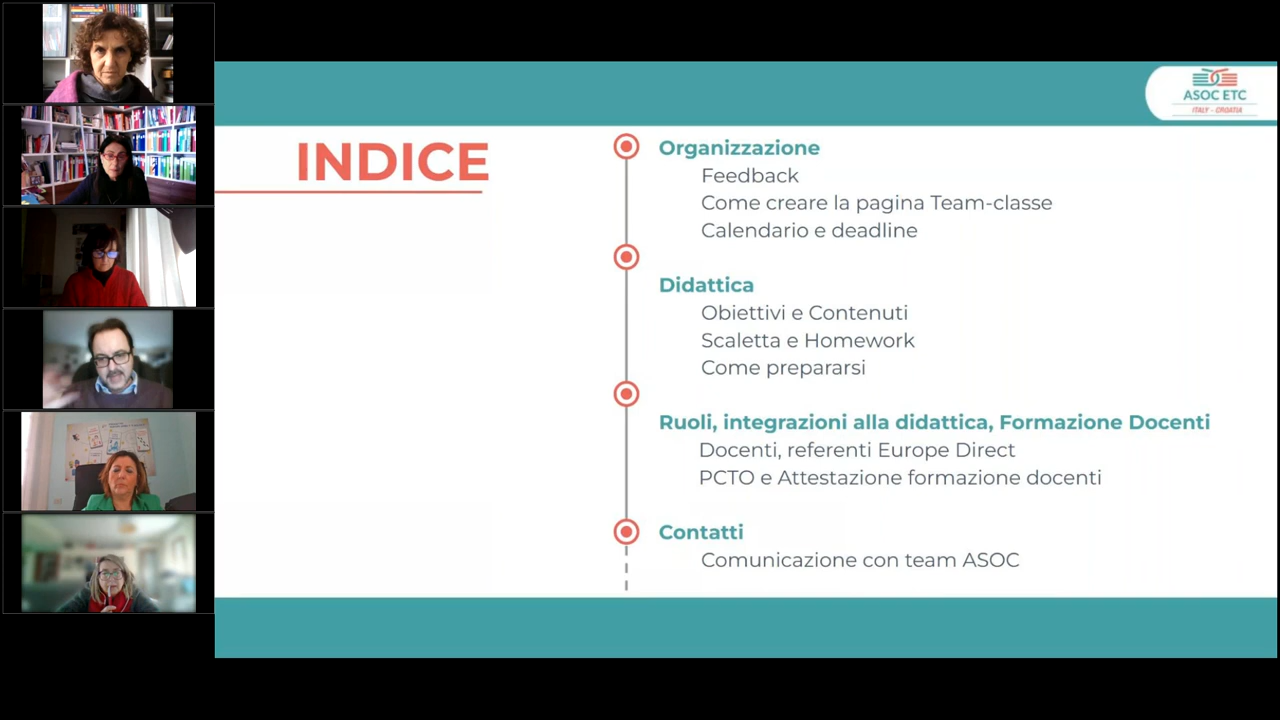 ASOC ETC
ITALY - CROATIA
INDICE
Organizzazione
Feedback
Come creare la pagina Team-classe
Calendario e deadline
Didattica
Obiettivi e Contenuti
Scaletta e Homework
Come prepararsi
Ruoli, integrazioni alla didattica, Formazione Docenti
Docenti, referenti Europe Direct
PCTO e Attestazione formazione docenti
Contatti
Comunicazione con team ASOC